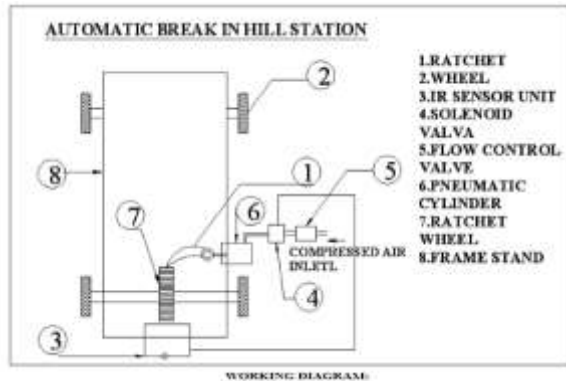 AUTOMATIC BREAK IN HILL STATION
2
8
1
7
6
5
4
3
COMPRESSED AIR
INLETL
1.RATCHET
2.WHEEL
3.IR SENSOR UNIT
4.SOLENOID
VALVA
5.FLOW CONTROL
VALVE
6.PNEUMATIC
CYLINDER
7.RATCHET
WHEEL
8.FRAME STAND
WORKING DIAGRAM: